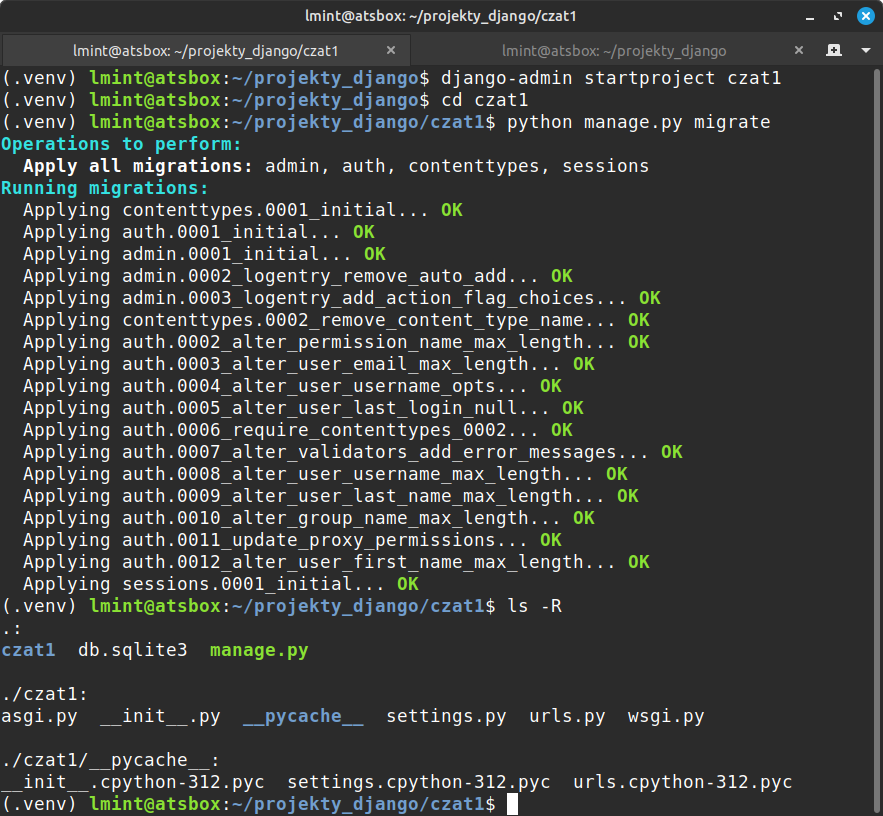 lmint@atsbox: ~/projekty_django/czat1
lmint@atsbox: ~/projekty_django/czat1
lmint@atsbox: ~/projekty_django
(.venv) lmint@atsbox:~/projekty_django$ django-admin startproject czat1
(.venv) lmint@atsbox:~/projekty_django$ cd czat1
(.venv) lmint@atsbox:~/projekty_django/czat1$ python manage.py migrate
Operations to perform:
  Apply all migrations: admin, auth, contenttypes, sessions
Running migrations:
  Applying contenttypes.0001_initial... OK
  Applying auth.0001_initial... OK
  Applying admin.0001_initial... OK
  Applying admin.0002_logentry_remove_auto_add... OK
  Applying admin.0003_logentry_add_action_flag_choices... OK
  Applying contenttypes.0002_remove_content_type_name... OK
  Applying auth.0002_alter_permission_name_max_length... OK
  Applying auth.0003_alter_user_email_max_length... OK
  Applying auth.0004_alter_user_username_opts... OK
  Applying auth.0005_alter_user_last_login_null... OK
  Applying auth.0006_require_contenttypes_0002... OK
  Applying auth.0007_alter_validators_add_error_messages... OK
  Applying auth.0008_alter_user_username_max_length... OK
  Applying auth.0009_alter_user_last_name_max_length... OK
  Applying auth.0010_alter_group_name_max_length... OK
  Applying auth.0011_update_proxy_permissions... OK
  Applying auth.0012_alter_user_first_name_max_length... OK
  Applying sessions.0001_initial... OK
(.venv) lmint@atsbox:~/projekty_django/czat1$ ls -R
.:
czat1  db.sqlite3  manage.py

./czat1:
asgi.py  __init__.py  __pycache__  settings.py  urls.py  wsgi.py

./czat1/__pycache__:
__init__.cpython-312.pyc  settings.cpython-312.pyc  urls.cpython-312.pyc
(.venv) lmint@atsbox:~/projekty_django/czat1$